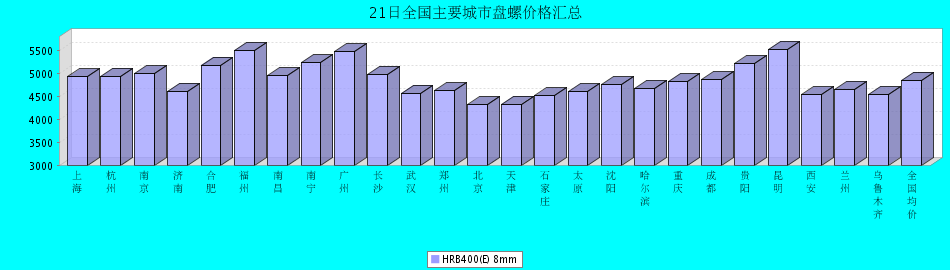 21日全国主要城市盘螺价格汇总
5500
5000
4500
4000
3500
3000
上海
杭州
南京
济南
合肥
福州
南昌
南宁
广州
长沙
武汉
郑州
北京
天津
石家庄
太原
沈阳
哈尔滨
重庆
成都
贵阳
昆明
西安
兰州
乌鲁木齐
全国均价
HRB400(E) 8mm